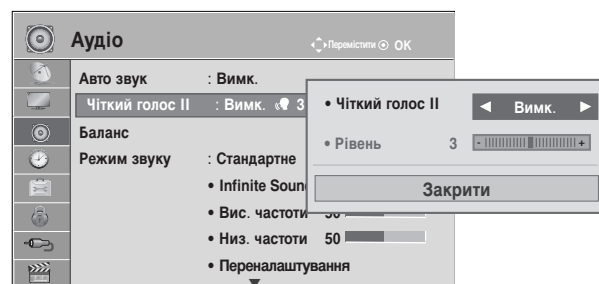 Аудіо
Перемістити ОК
Авто звук : Вимк.
Чіткий голос II : Вимк. 3
Баланс
Режим звуку : Стандартне
• Infinite Soun
• Вис. частоти 50
• Низ. частоти 50
• Переналаштування
• Чіткий голос II ◄ Вимк. ►
• Рівень 3 - +
Закрити